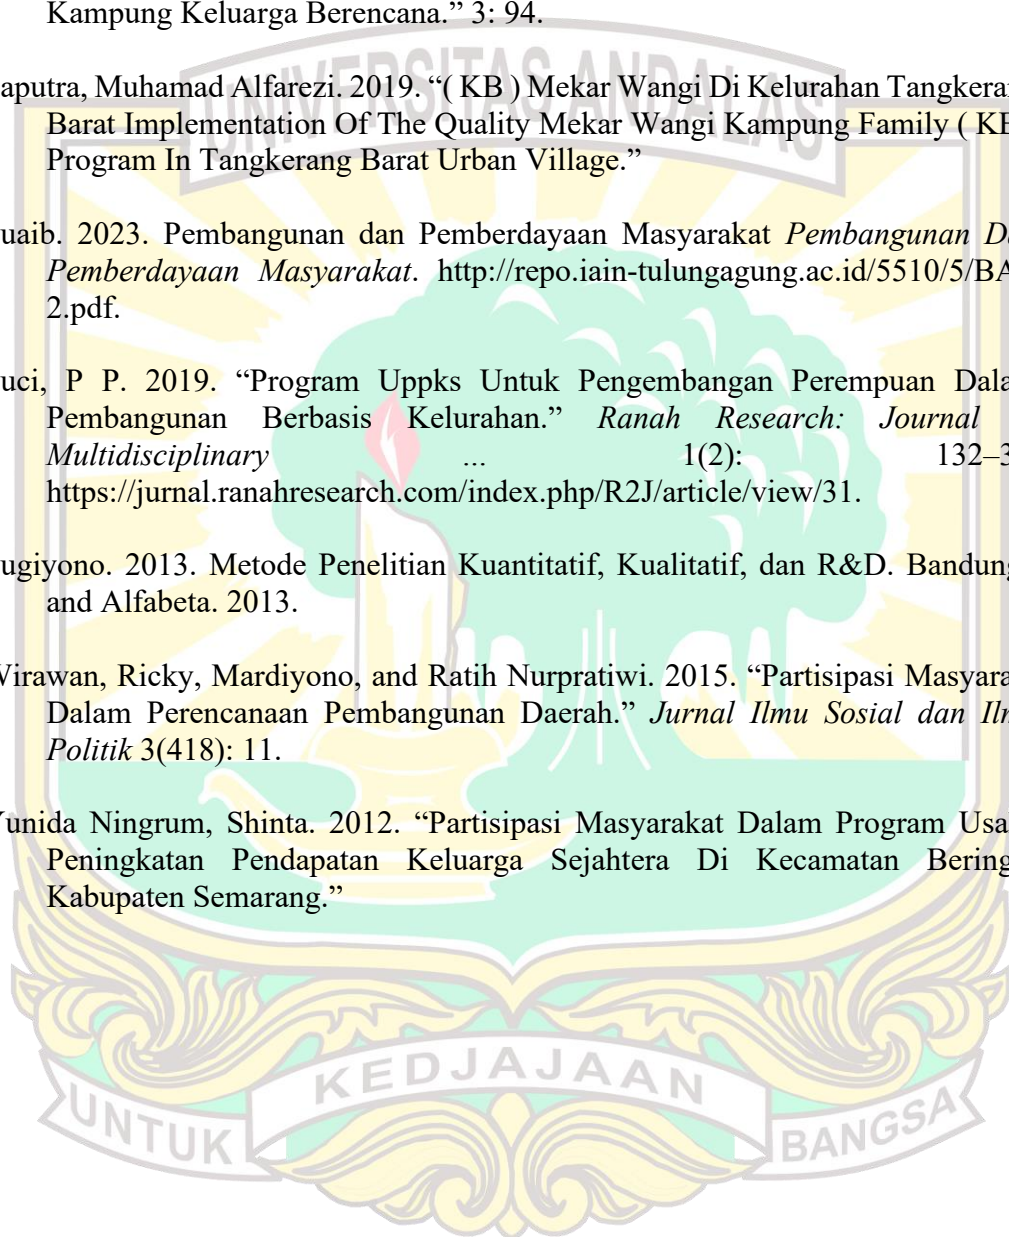 Kampung Keluarga Berencana.” 3: 94.
UNIVERSITAS ANDALAS
aputra, Muhamad Alfarezi. 2019. “( KB ) Mekar Wangi Di Kelurahan Tangkeran
Barat Implementation Of The Quality Mekar Wangi Kampung Family ( KB
Program In Tangkerang Barat Urban Village.”
uaib. 2023. Pembangunan dan Pemberdayaan Masyarakat Pembangunan Da
Pemberdayaan Masyarakat. http://repo.iain-tulungagung.ac.id/5510/5/BA
2.pdf.
uci, P P. 2019. “Program Uppks Untuk Pengembangan Perempuan Dala
Pembangunan Berbasis Kelurahan.” Ranah Research: Journal
Multidisciplinary ... 1(2): 132–3
https://jurnal.ranahresearch.com/index.php/R2J/article/view/31.
ugiyono. 2013. Metode Penelitian Kuantitatif, Kualitatif, dan R&D. Bandung
and Alfabeta. 2013.
Wirawan, Ricky, Mardiyono, and Ratih Nurpratiwi. 2015. “Partisipasi Masyara
Dalam Perencanaan Pembangunan Daerah.” Jurnal Ilmu Sosial dan Ilm
Politik 3(418): 11.
Yunida Ningrum, Shinta. 2012. “Partisipasi Masyarakat Dalam Program Usa
Peningkatan Pendapatan Keluarga Sejahtera Di Kecamatan Bering
Kabupaten Semarang.”
UNTUK KEDJAJAAN BANGSA